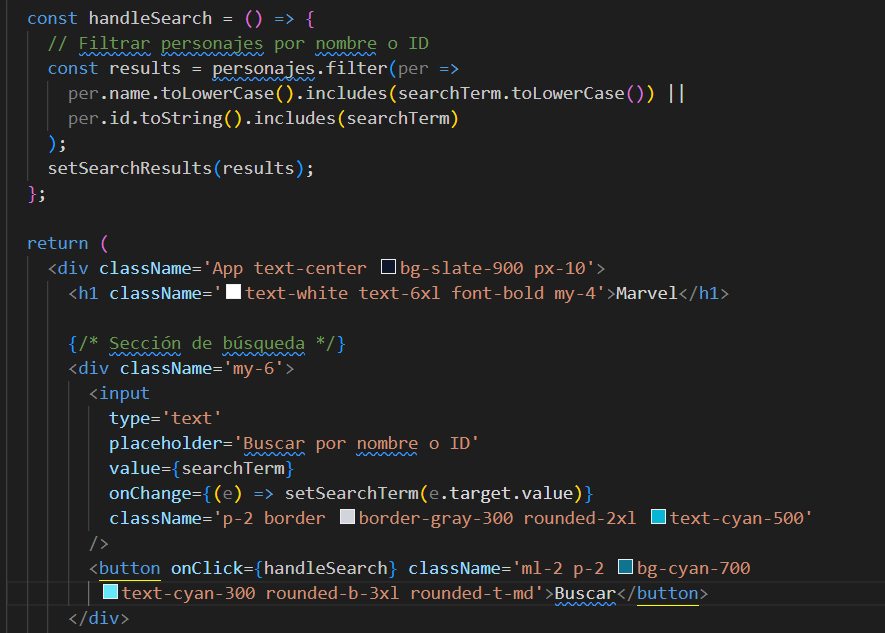 const handleSearch = () => {
// Filtrar personajes por nombre o ID
const results = personajes.filter(per =>
per.name.toLowerCase().includes(searchTerm.toLowerCase()) ||
per.id.toString().includes(searchTerm)
);
setSearchResults(results);
};
return (
<div className='App text-center bg-slate-900 px-10'>
<h1 className='text-white text-6xl font-bold my-4'>Marvel</h1>
{/* Sección de búsqueda */}
<div className='my-6'>
<input
type='text'
placeholder='Buscar por nombre o ID'
value={searchTerm}
onChange={(e) => setSearchTerm(e.target.value)}
className='p-2 border border-gray-300 rounded-2xl text-cyan-500'
/>
<button onClick={handleSearch} className='ml-2 p-2 bg-cyan-700
text-cyan-300 rounded-b-3xl rounded-t-md'>Buscar</button>
</div>